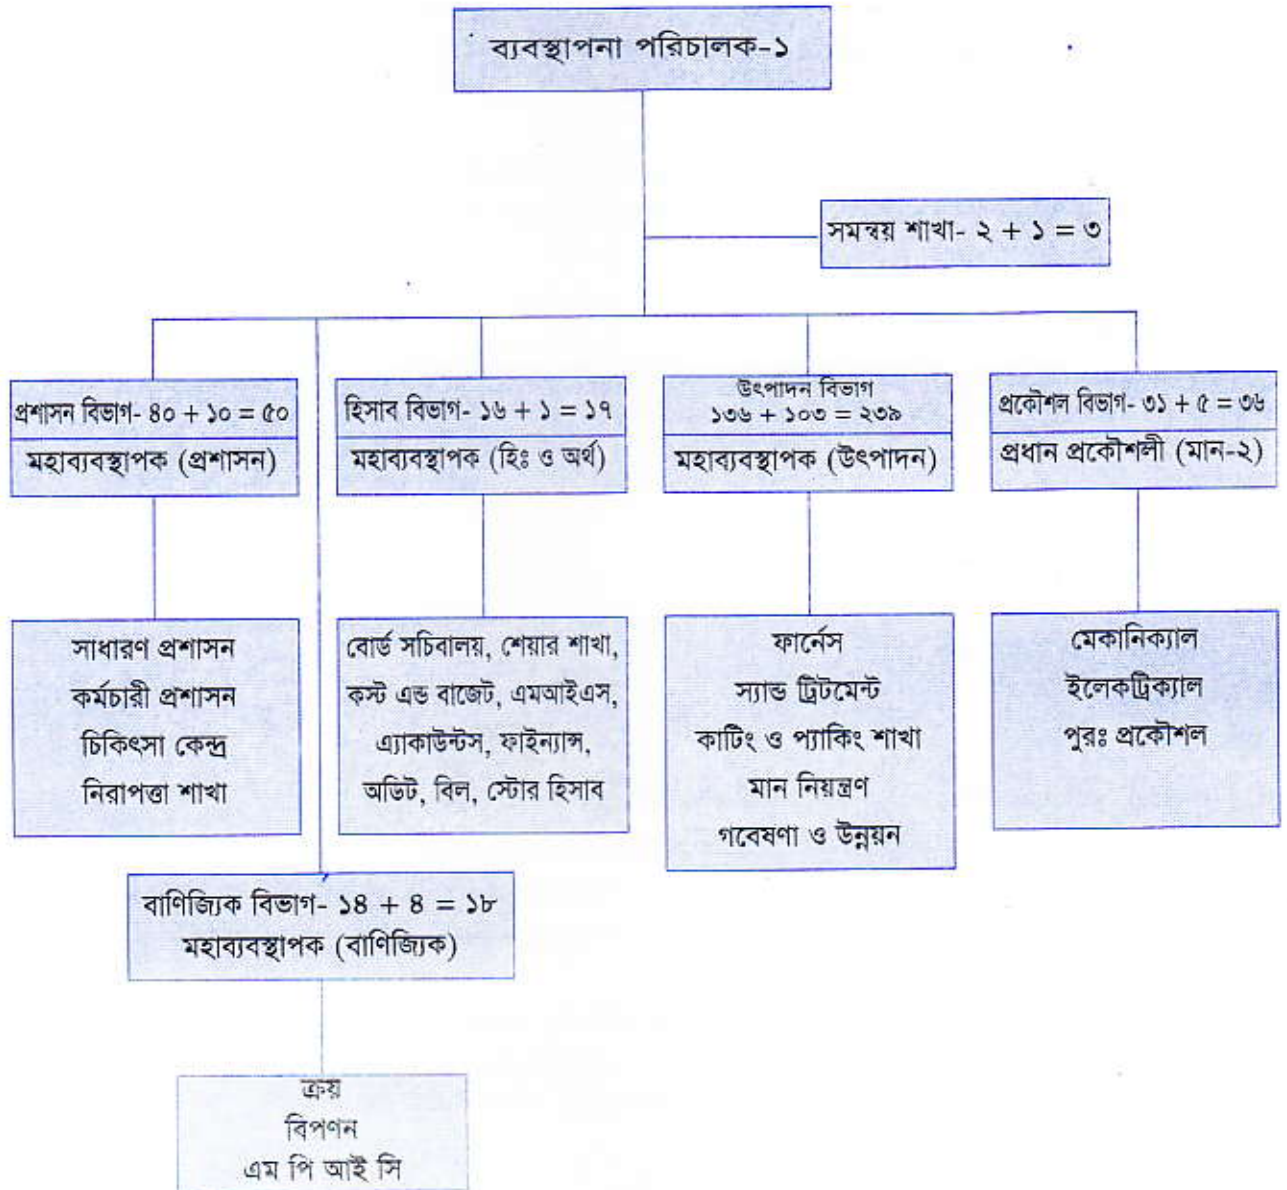 ব্যবস্থাপনা পরিচালক-১
সমন্বয় শাখা- ২ + ১ = ৩
প্রশাসন বিভাগ- ৪০ + ১০ = ৫০
মহাব্যবস্থাপক (প্রশাসন)
হিসাব বিভাগ- ১৬ + ১ = ১৭
মহাব্যবস্থাপক (হিঃ ও অর্থ)
উৎপাদন বিভাগ
১৩৬ + ১০৩ = ২৩৯
মহাব্যবস্থাপক (উৎপাদন)
প্রকৌশল বিভাগ- ৩১ + ৫ = ৩৬
প্রধান প্রকৌশলী (মান-২)
সাধারণ প্রশাসন
কর্মচারী প্রশাসন
চিকিৎসা কেন্দ্র
নিরাপত্তা শাখা
বোর্ড সচিবালয়, শেয়ার শাখা,
কস্ট এন্ড বাজেট, এমআইএস,
এ্যাকাউন্টস, ফাইন্যান্স,
অডিট, বিল, স্টোর হিসাব
ফার্নেস
স্যান্ড ট্রিটমেন্ট
কাটিং ও প্যাকিং শাখা
মান নিয়ন্ত্রণ
গবেষণা ও উন্নয়ন
মেকানিক্যাল
ইলেকট্রিক্যাল
পুরঃ প্রকৌশল
বাণিজ্যিক বিভাগ- ১৪ + ৪ = ১৮
মহাব্যবস্থাপক (বাণিজ্যিক)
ক্রয়
বিপণন
এম পি আই সি